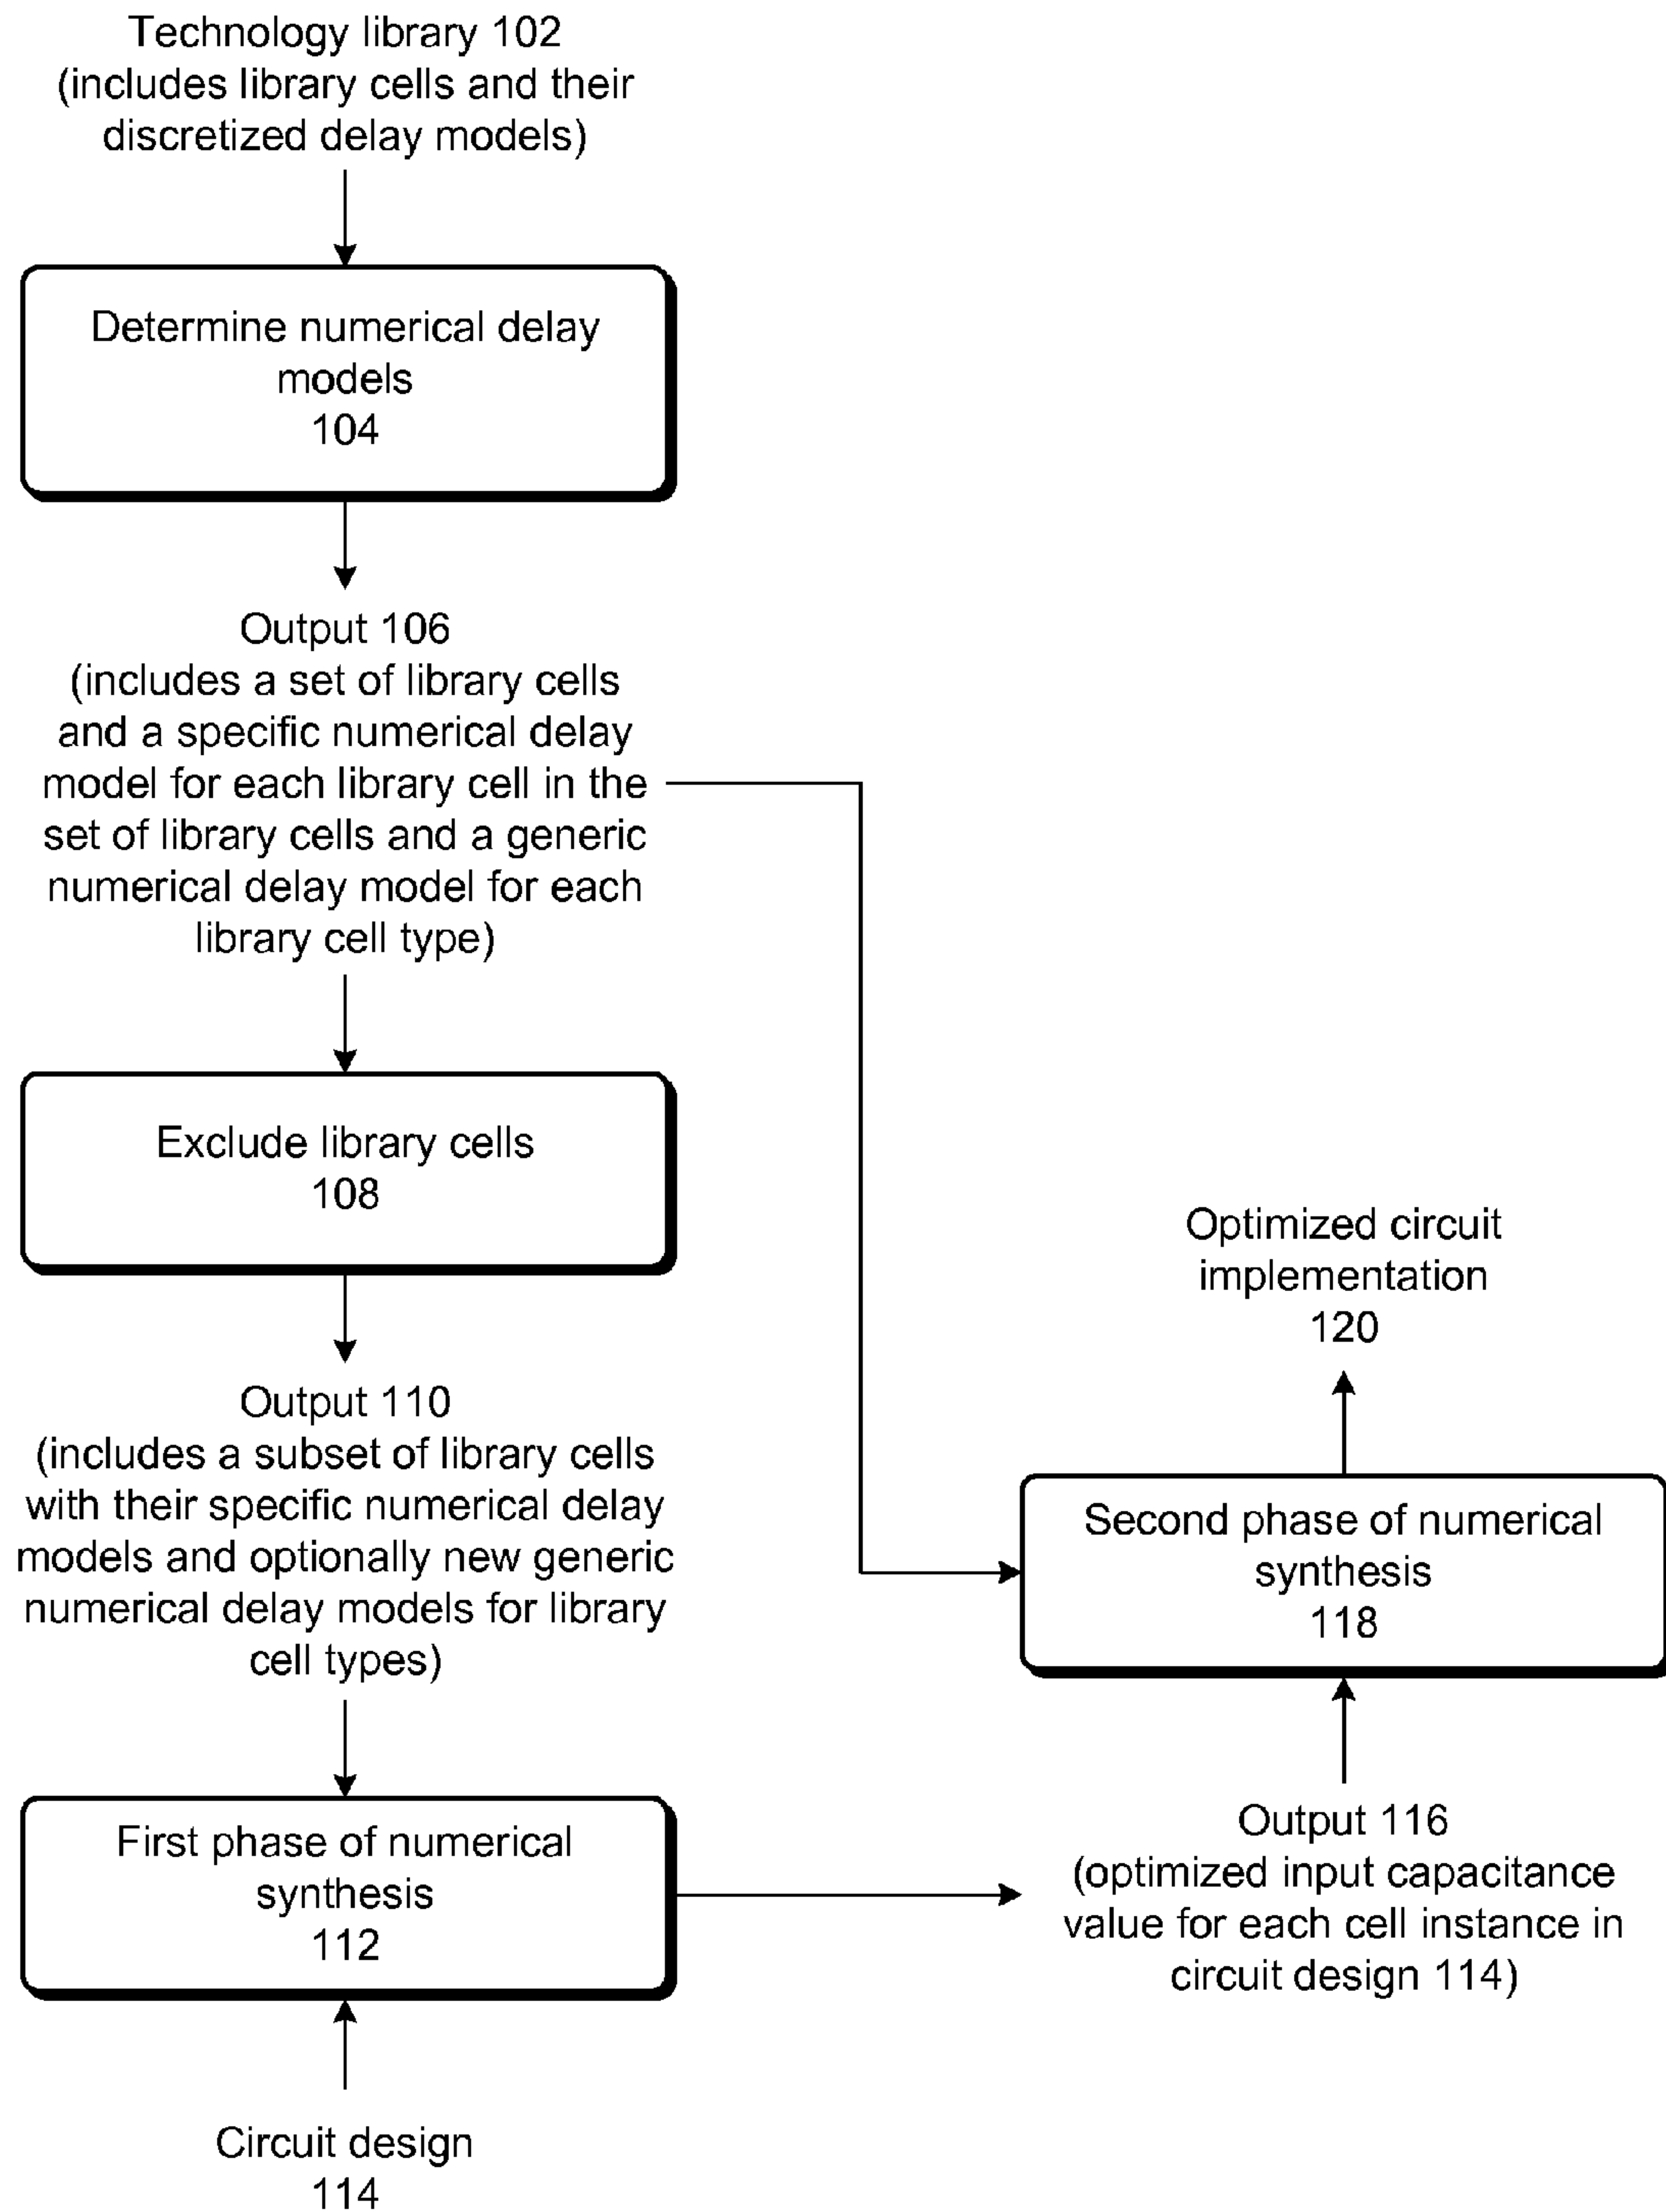 Technology library 102
(includes library cells and their
discretized delay models)
Determine numerical delay
models
104
Output 106
(includes a set of library cells
and a specific numerical delay
model for each library cell in the
set of library cells and a generic
numerical delay model for each
library cell type)
Exclude library cells
108
Output 110
(includes a subset of library cells
with their specific numerical delay
models and optionally new generic
numerical delay models for library
cell types)
First phase of numerical
synthesis
112
Circuit design
114
Optimized circuit
implementation
120
Second phase of numerical
synthesis
118
Output 116
(optimized input capacitance
value for each cell instance in
circuit design 114)